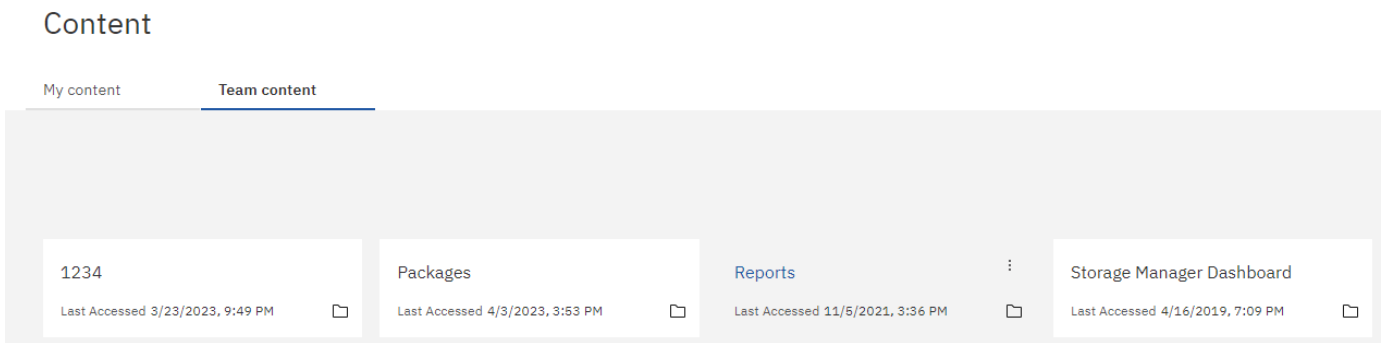 Content
My content
Team content
1234
Last Accessed 3/23/2023, 9:49 PM
Packages
Last Accessed 4/3/2023, 3:53 PM
Reports
Last Accessed 11/5/2021, 3:36 PM
Storage Manager Dashboard
Last Accessed 4/16/2019, 7:09 PM